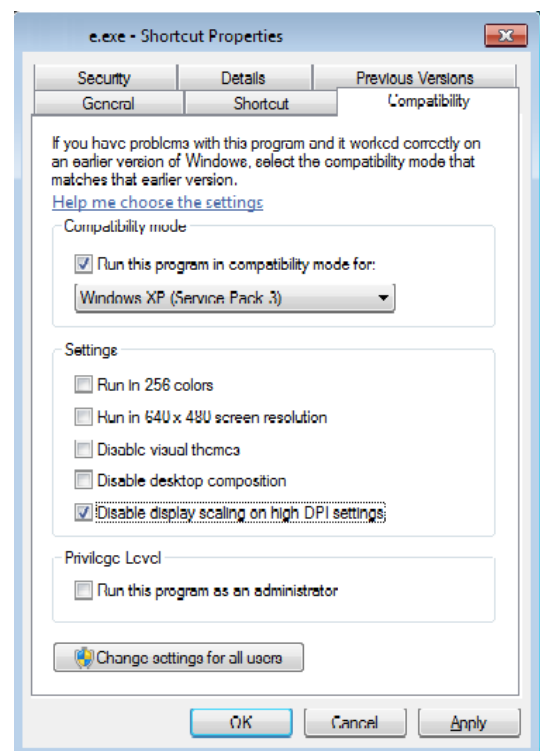 e.exe - Shortcut Properties
Security Details Previous Versions
General Shortcut Compatibility
If you have problems with this program and it worked correctly on
an earlier version of Windows, select the compatibility mode that
matches that earlier version.
Help me choose the settings
Compatibility mode
Run this program in compatibility mode for:
Windows XP (Service Pack 3)
Settings
Run in 256 colors
Run in 640 x 480 screen resolution
Disable visual themes
Disable desktop composition
Disable display scaling on high DPI settings
Privilege Level
Run this program as an administrator
Change settings for all users
OK Cancel Apply